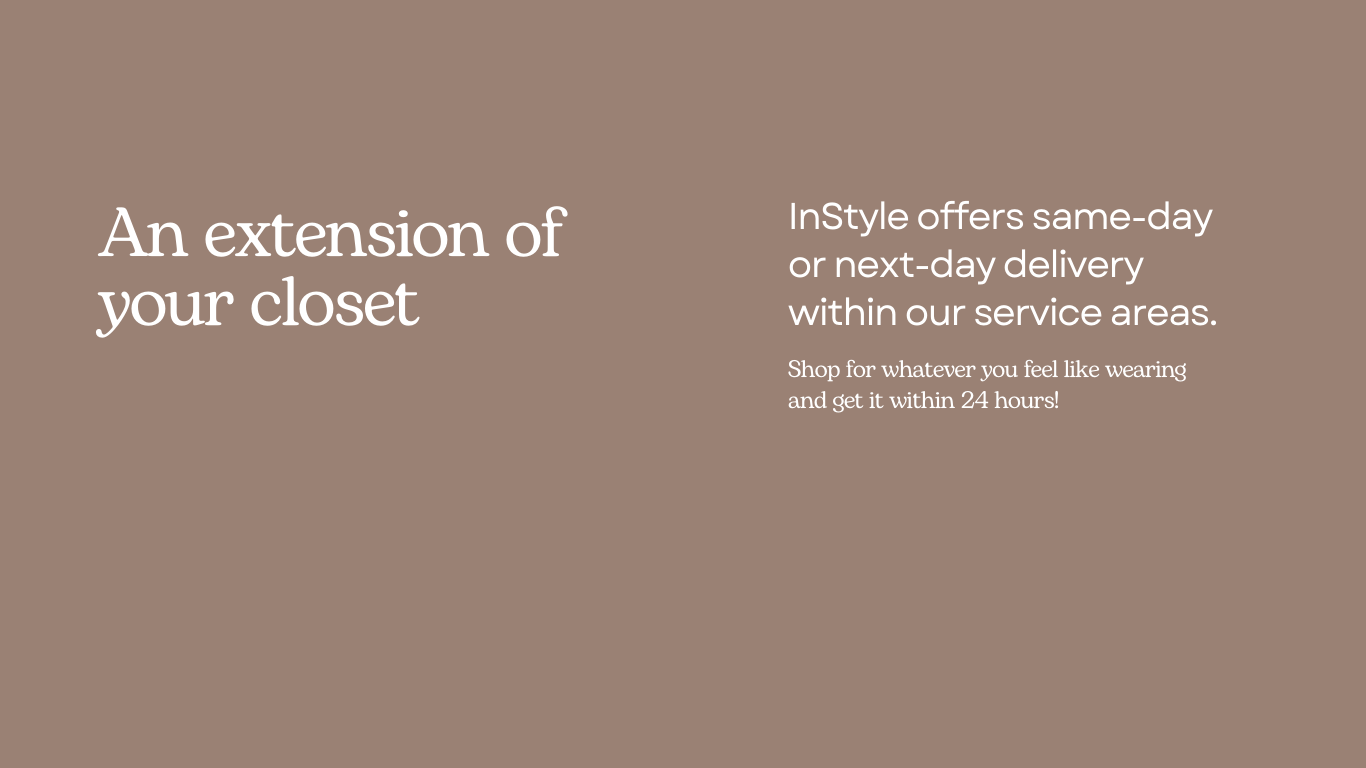 An extension of
your closet
InStyle offers same-day
or next-day delivery
within our service areas.
Shop for whatever you feel like wearing
and get it within 24 hours!